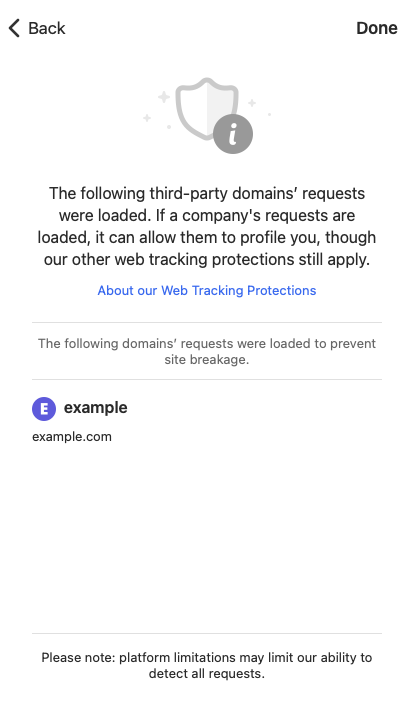 Back
Done
The following third-party domains’ requests
were loaded. If a company's requests are
loaded, it can allow them to profile you, though
our other web tracking protections still apply.
About our Web Tracking Protections
The following domains’ requests were loaded to prevent
site breakage.
E
example
example.com
Please note: platform limitations may limit our ability to
detect all requests.